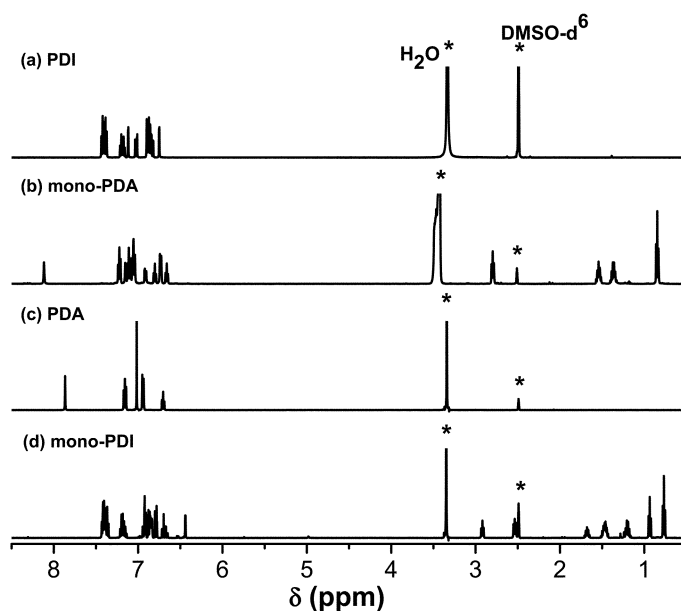 DMSO-d⁶
H₂O * *
(a) PDI
(b) mono-PDA
*
*
(c) PDA
*
*
(d) mono-PDI
*
*
8 7 6 5 4 3 2 1
δ (ppm)